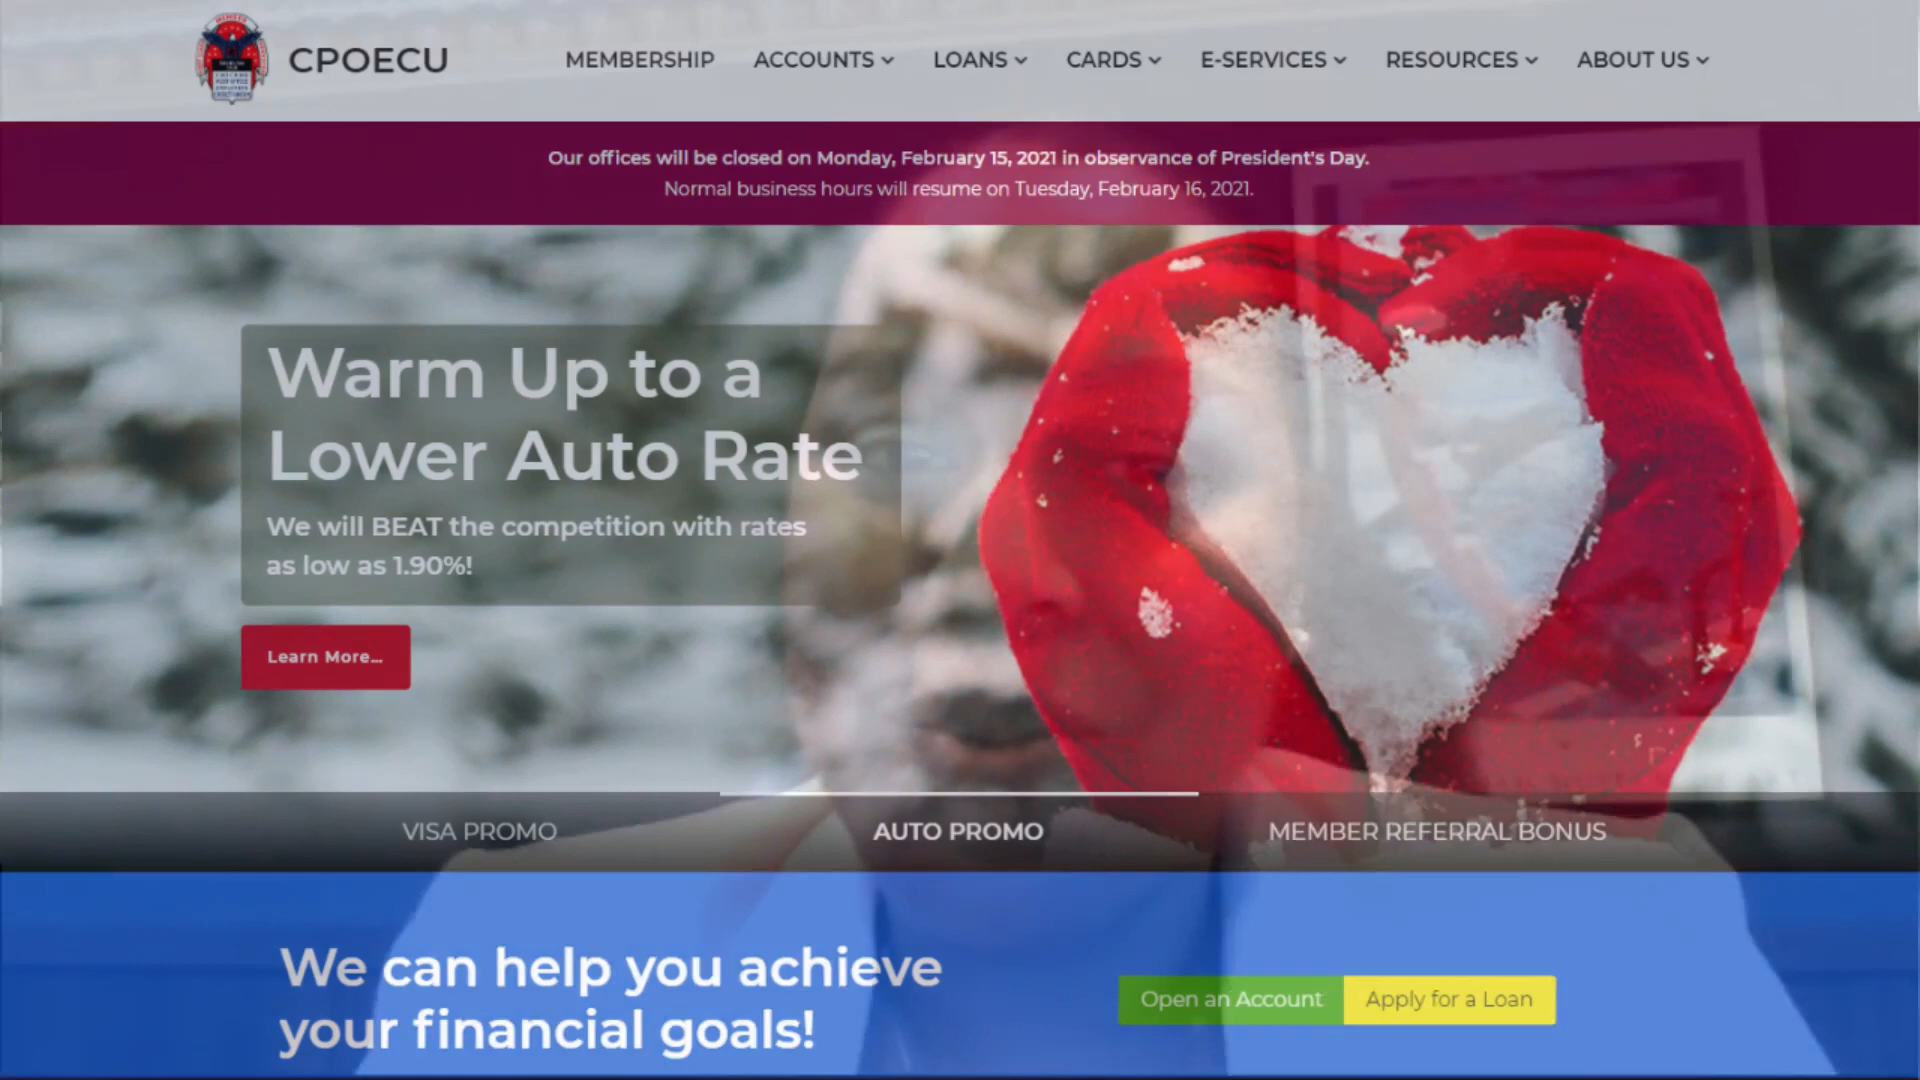 CPOECU
MEMBERSHIP ACCOUNTS LOANS CARDS E-SERVICES RESOURCES ABOUT US
Our offices will be closed on Monday, February 15, 2021 in observance of President's Day.
Normal business hours will resume on Tuesday, February 16, 2021.
Warm Up to a
Lower Auto Rate
We will BEAT the competition with rates
as low as 1.90%!
Learn More...
VISA PROMO AUTO PROMO MEMBER REFERRAL BONUS
We can help you achieve
your financial goals!
Open an Account Apply for a Loan